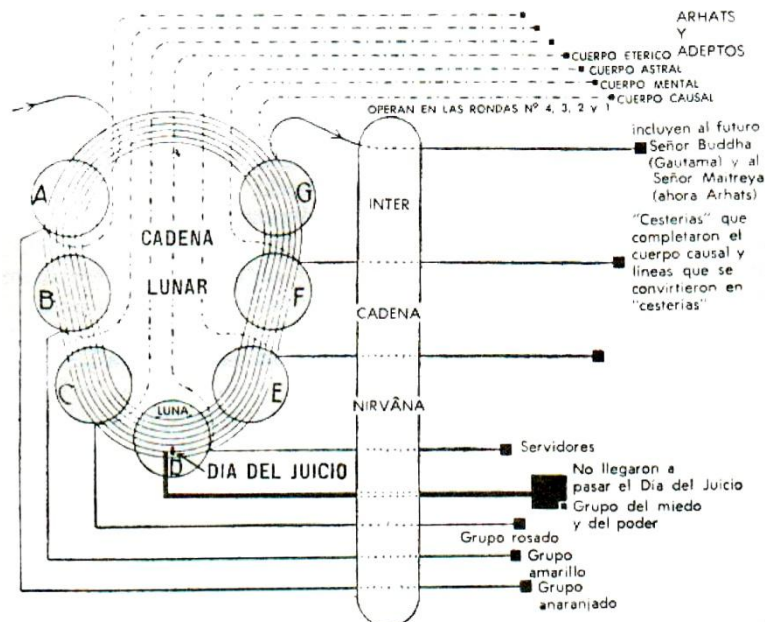 ARHATS
Y
ADEPTOS
CUERPO ETERICO
CUERPO ASTRAL
CUERPO MENTAL
CUERPO CAUSAL
OPERAN EN LAS RONDAS Nº 4, 3, 2 y 1
incluyen al futuro
Señor Buddha
(Gautama) y al
Señor Maitreya
(ahora Arhats)
A
G
INTER
CADENA
LUNAR
"Cesterias" que
completaron el
cuerpo causal y
líneas que se
convirtieron en
"cesterias"
B
F
CADENA
C
E
NIRVÂNA
LUNA
D
DIA DEL JUICIO
Servidores
No llegaron a
pasar el Día del Juicio
Grupo del miedo
y del poder
Grupo rosado
Grupo
amarillo
Grupo
anaranjado